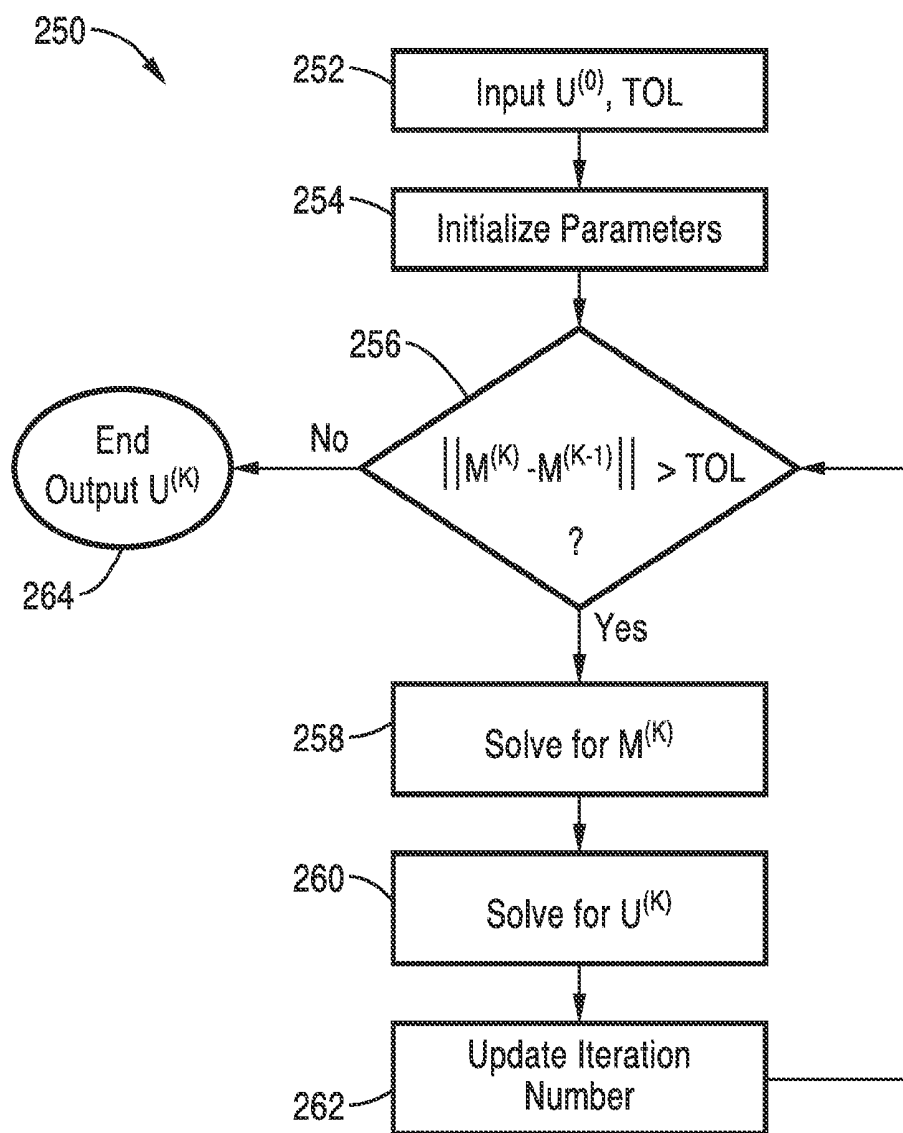 250
252
Input U^(0), TOL
254
Initialize Parameters
256
No
End
Output U^(K)
||M^(K) -M^(K-1)|| > TOL
?
264
Yes
258
Solve for M^(K)
260
Solve for U^(K)
262
Update Iteration
Number